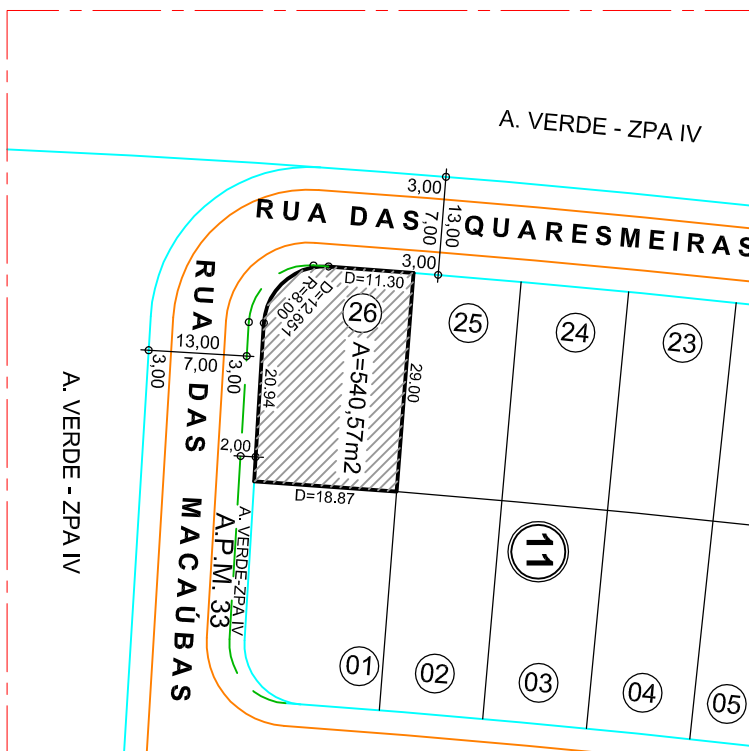 A. VERDE - ZPA IV
3,00
13,00
7,00
3,00
RUA DAS QUARESMEIRAS
D=11.30
D=12.651
R=8.00
26
25
24
23
RUA DAS MACAÚBAS
13,00
7,00
3,00
3,00
A. VERDE - ZPA IV
20.94
A=540,57m2
29.00
2,00
D=18.87
A. VERDE-ZPA IV
A.P.M. 33
11
01
02
03
04
05